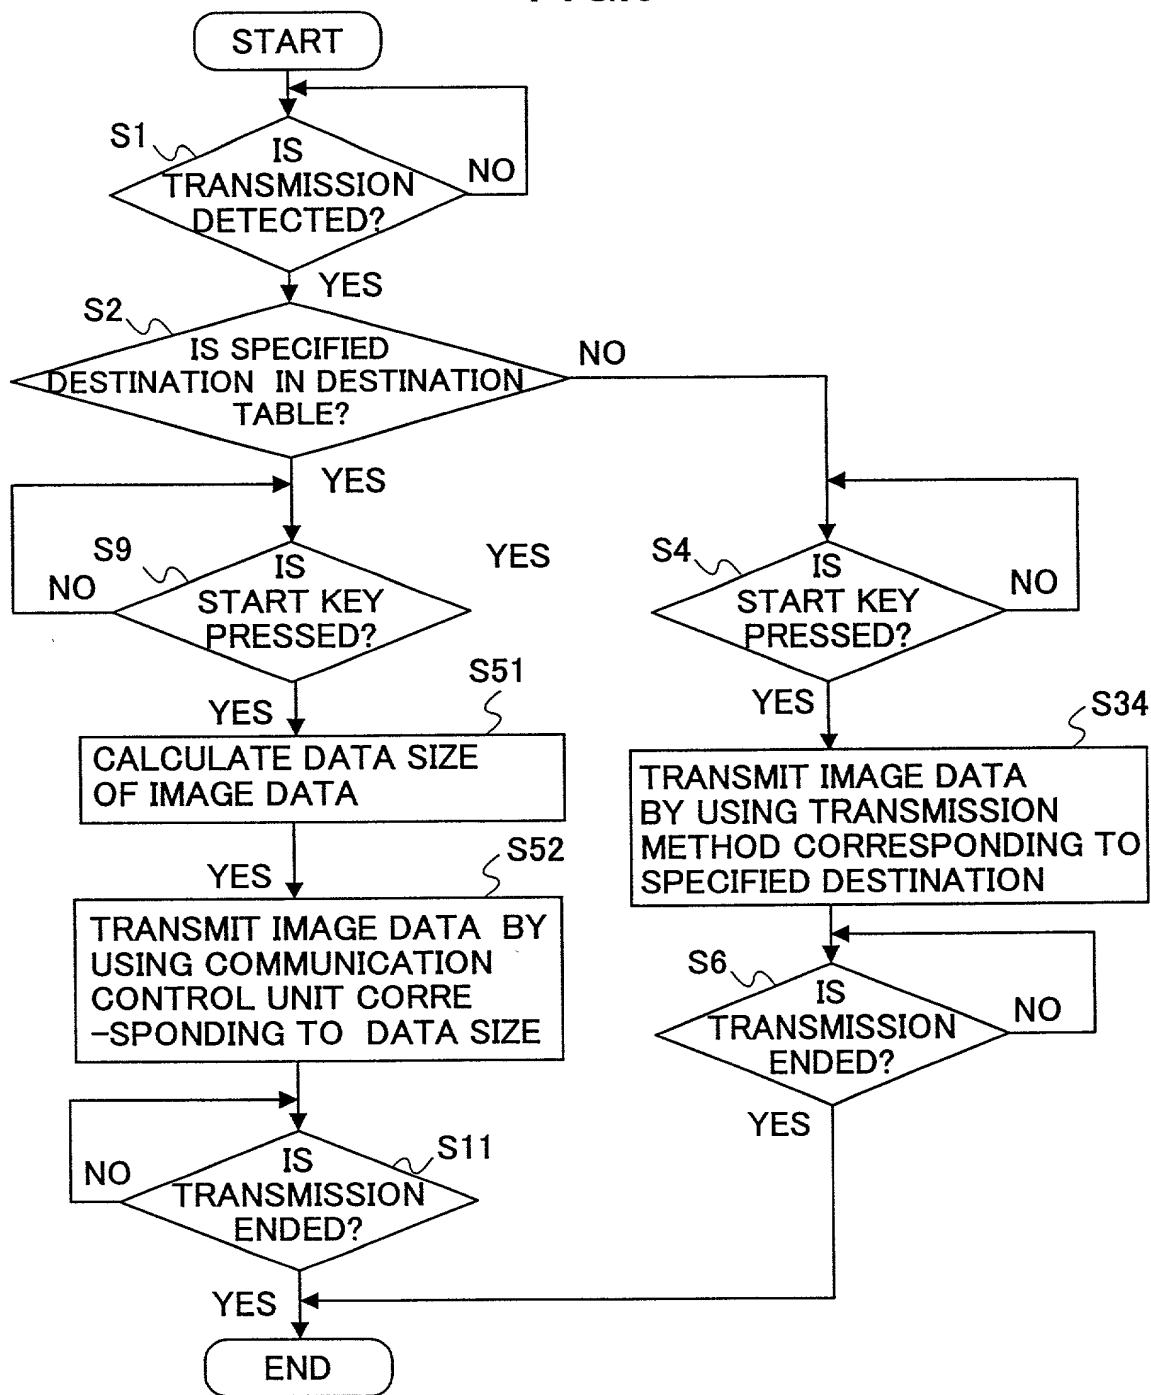 START
S1
IS
TRANSMISSION
DETECTED?
NO
YES
S2
IS SPECIFIED
DESTINATION IN DESTINATION
TABLE?
NO
YES
S9
IS
START KEY
PRESSED?
NO
YES
YES
S51
CALCULATE DATA SIZE
OF IMAGE DATA
YES
S52
TRANSMIT IMAGE DATA BY
USING COMMUNICATION
CONTROL UNIT CORRE
-SPONDING TO DATA SIZE
S11
IS
TRANSMISSION
ENDED?
NO
YES
S4
IS
START KEY
PRESSED?
NO
YES
S34
TRANSMIT IMAGE DATA
BY USING TRANSMISSION
METHOD CORRESPONDING TO
SPECIFIED DESTINATION
S6
IS
TRANSMISSION
ENDED?
NO
YES
END